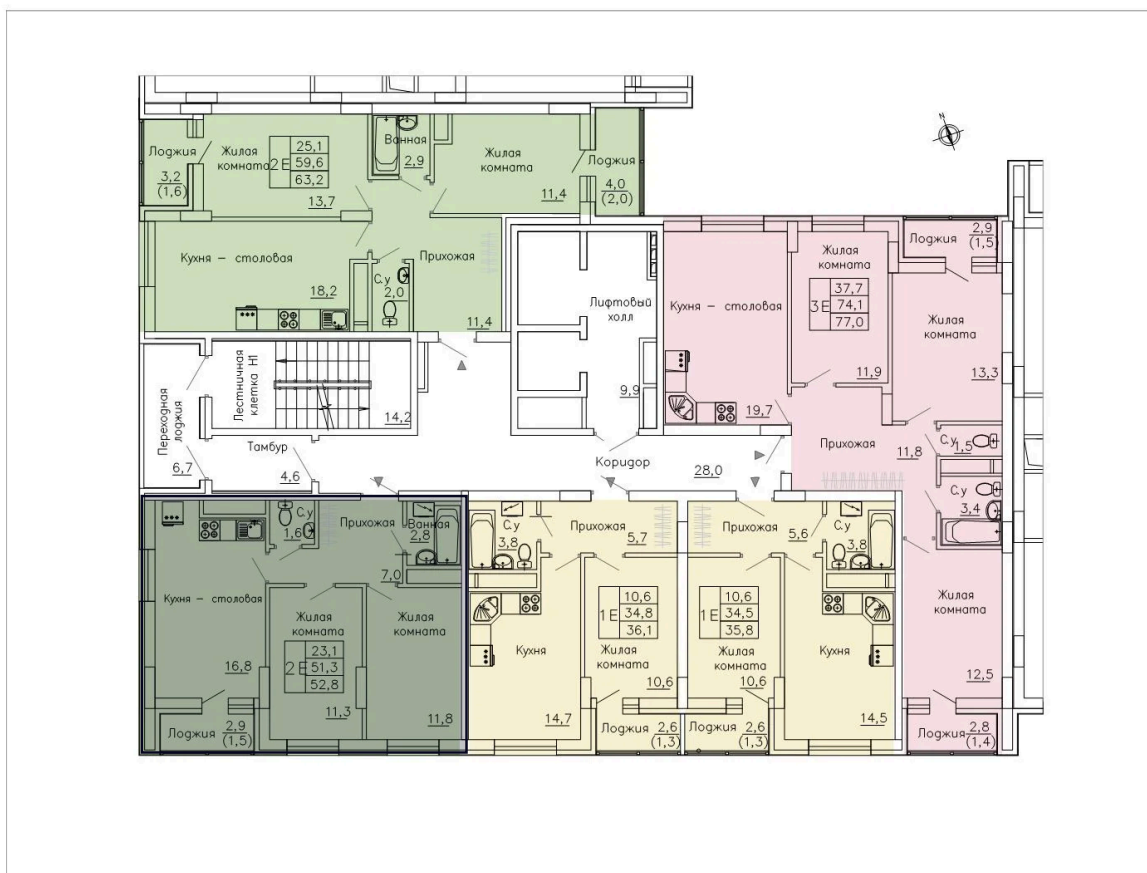 N
Лоджия
3,2
(1,6)
Жилая
комната
2 Е
25,1
59,6
63,2
13,7
Ванная
2,9
Жилая
комната
11,4
Лоджия
4,0
(2,0)
Кухня – столовая
18,2
С.у
2,0
Прихожая
11,4
Лифтовый
холл
9,9
Кухня – столовая
19,7
Жилая
комната
3 Е
37,7
74,1
77,0
11,9
Лоджия
2,9
(1,5)
Жилая
комната
13,3
Прихожая
11,8
С.у
1,5
С.у
3,4
Жилая
комната
12,5
Лоджия
2,8
(1,4)
Переходная
лоджия
6,7
Лестничная
клетка Н1
14,2
Тамбур
4,6
Коридор
28,0
Кухня – столовая
16,8
1,6
С.у
Прихожая
7,0
Ванная
2,8
Жилая
комната
2 Е
23,1
51,3
52,8
11,3
Жилая
комната
11,8
Лоджия
2,9
(1,5)
С.у
3,8
Прихожая
5,7
Кухня
14,7
1 Е
10,6
34,8
36,1
Жилая
комната
10,6
Лоджия
2,6
(1,3)
Прихожая
5,6
С.у
3,8
1 Е
10,6
34,5
35,8
Жилая
комната
10,6
Кухня
14,5
Лоджия
2,6
(1,3)